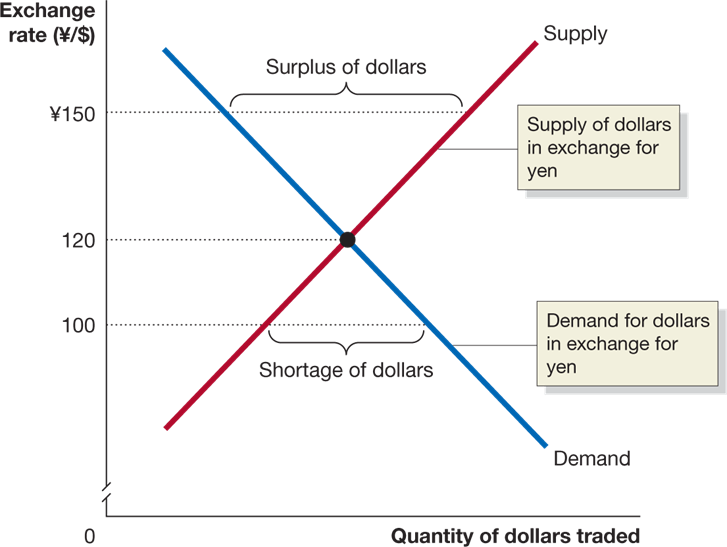 Exchange
rate (¥/$)
Supply
Surplus of dollars
¥150
Supply of dollars
in exchange for
yen
120
100
Demand for dollars
in exchange for
yen
Shortage of dollars
Demand
0
Quantity of dollars traded